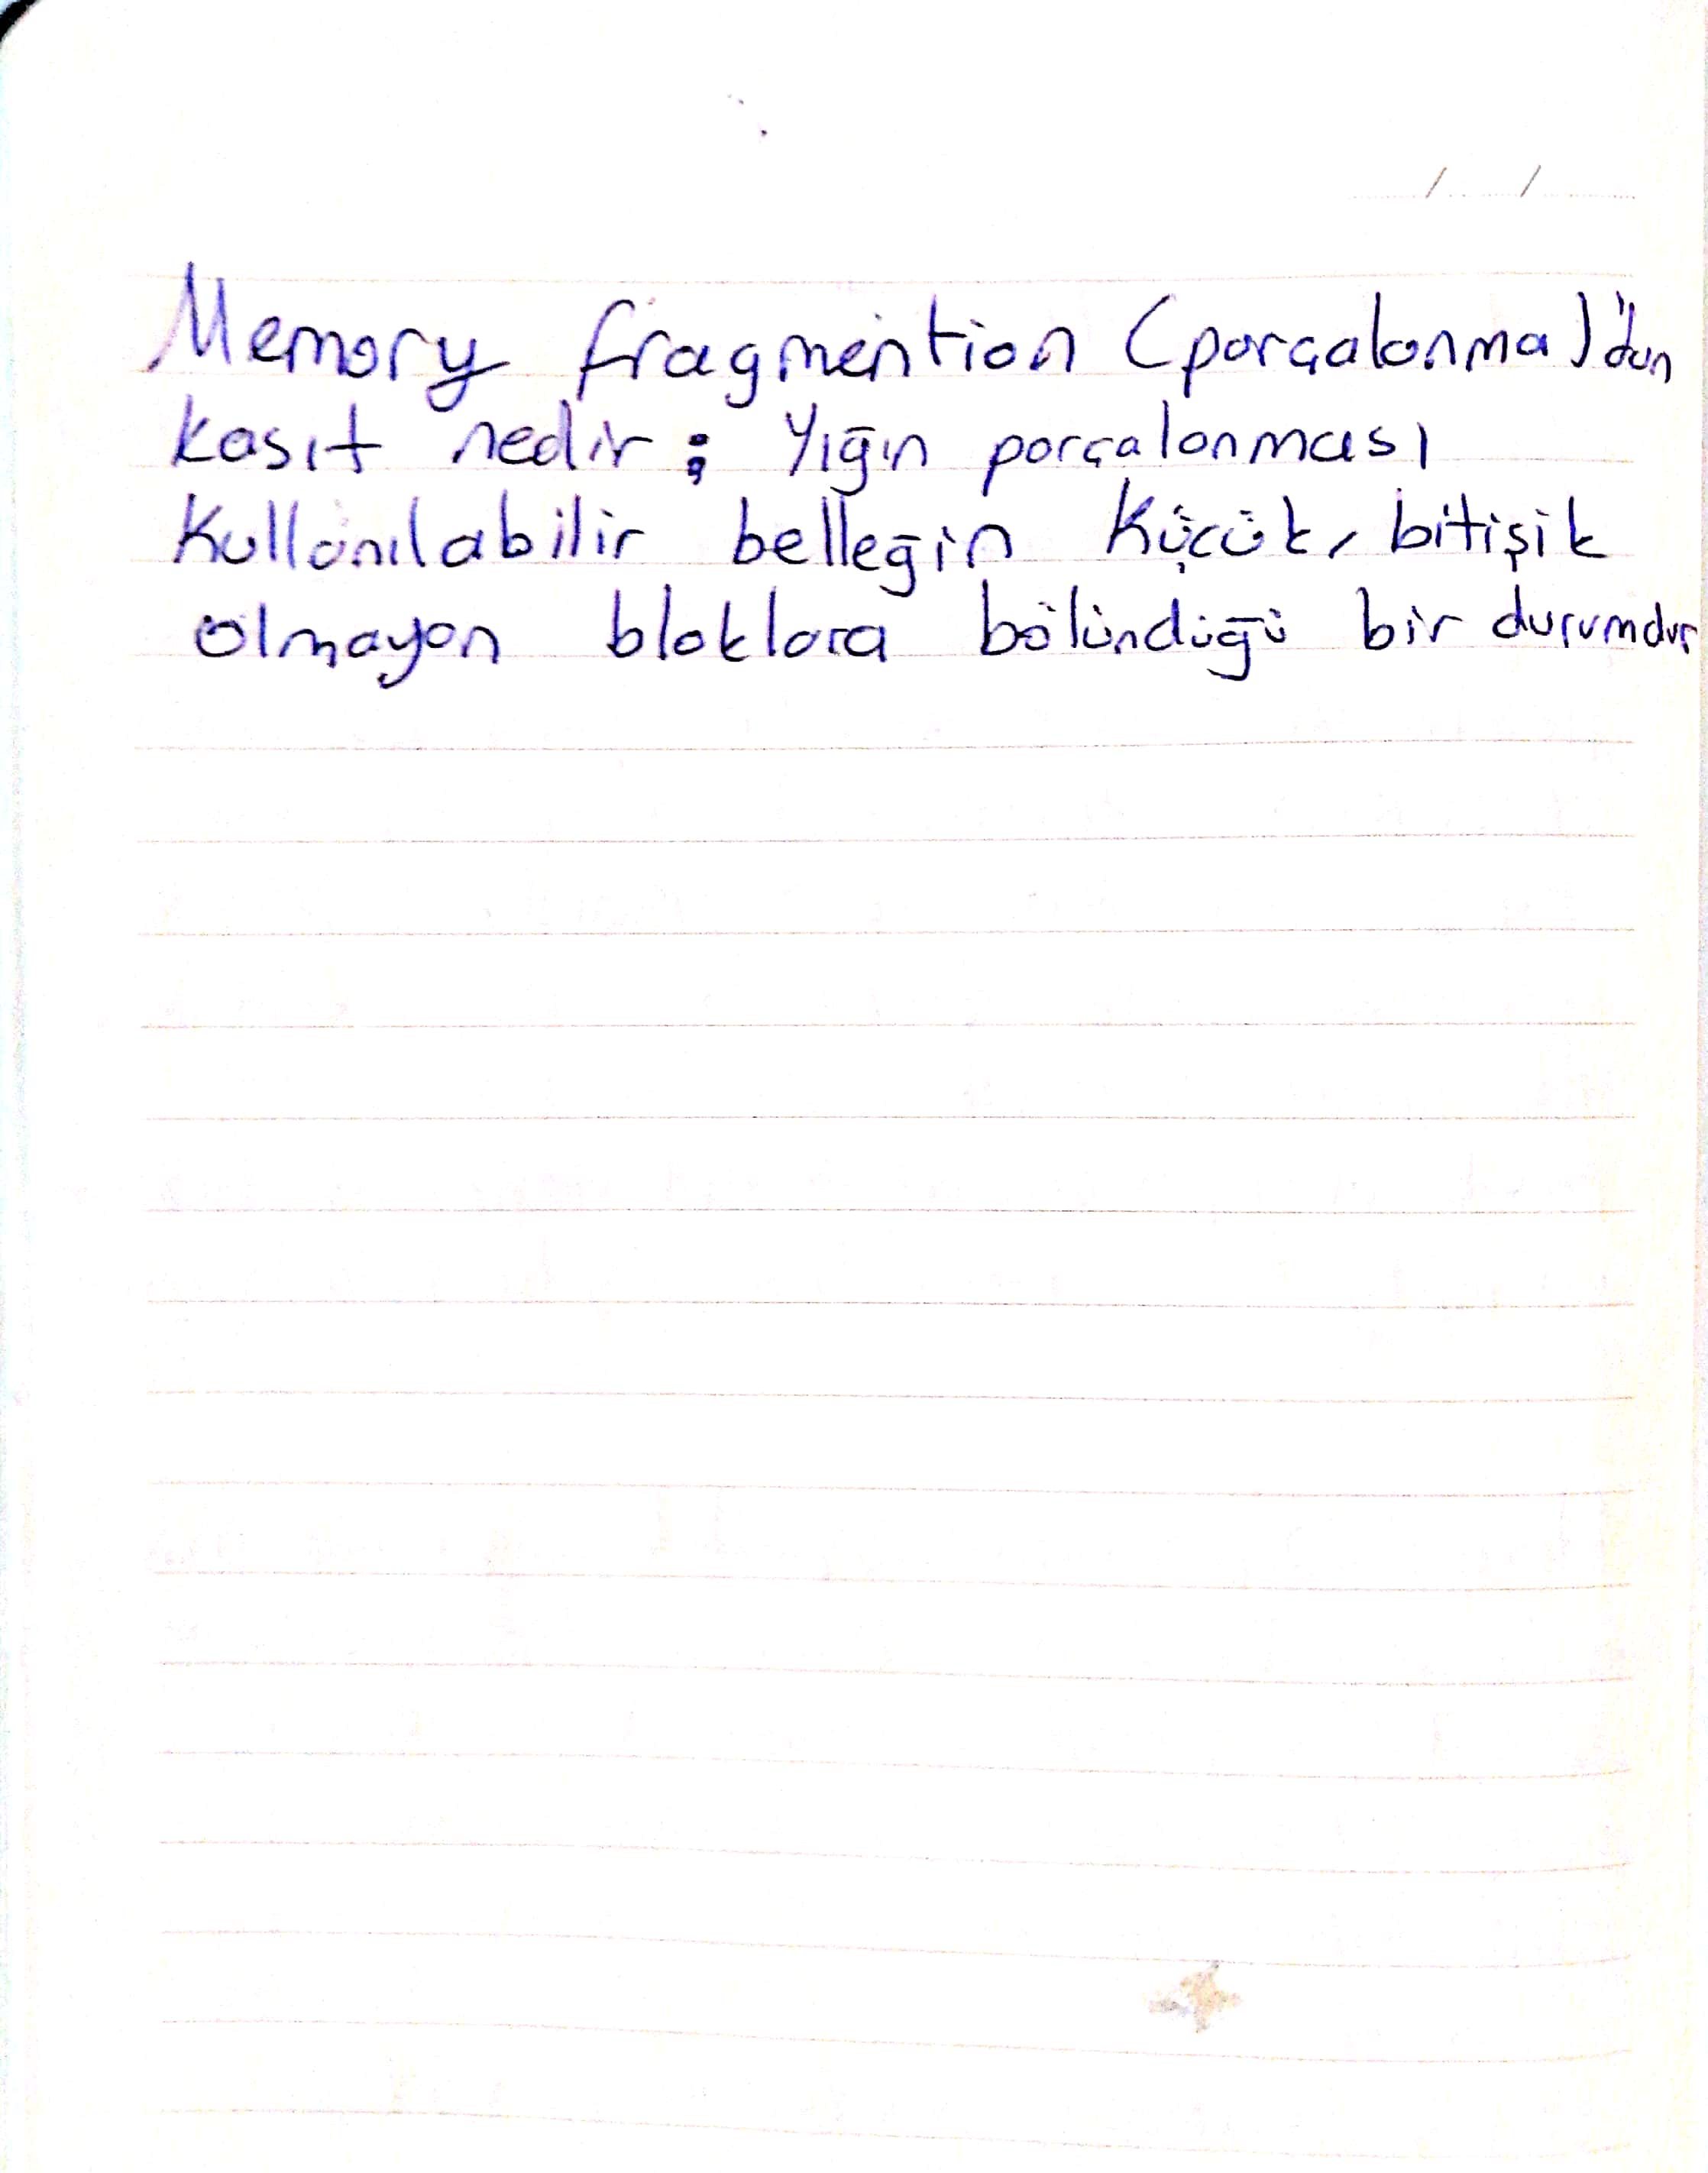 Memory fragmention (parçalanma)'dan
kasıt nedir; Yığın parçalanması
Kullanılabilir belleğin küçük, bitişik
olmayan bloklara bölündüğü bir durumdur